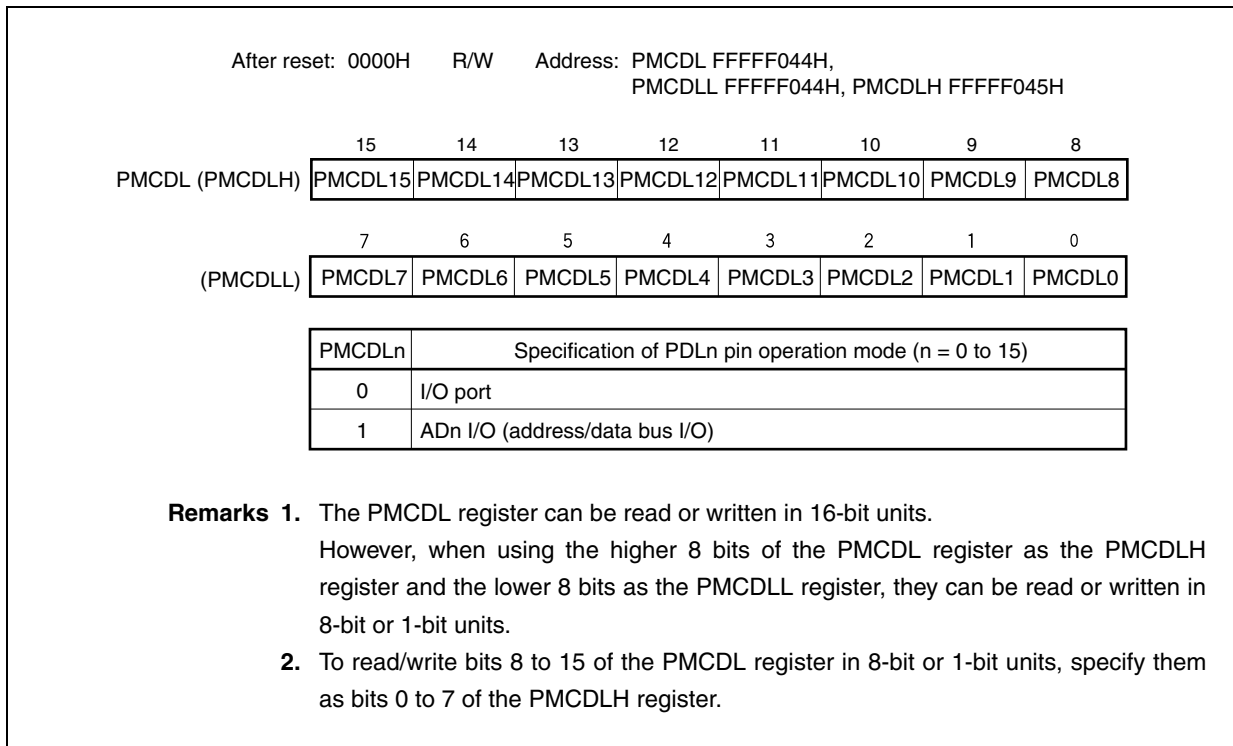 After reset: 0000H R/W Address: PMCDL FFFFF044H,
PMCDLL FFFFF044H, PMCDLH FFFFF045H
15 14 13 12 11 10 9 8
PMCDL (PMCDLH) PMCDL15 PMCDL14 PMCDL13 PMCDL12 PMCDL11 PMCDL10 PMCDL9 PMCDL8
7 6 5 4 3 2 1 0
(PMCDLL) PMCDL7 PMCDL6 PMCDL5 PMCDL4 PMCDL3 PMCDL2 PMCDL1 PMCDL0
PMCDLn Specification of PDLn pin operation mode (n = 0 to 15)
0 I/O port
1 ADn I/O (address/data bus I/O)
Remarks 1. The PMCDL register can be read or written in 16-bit units.
However, when using the higher 8 bits of the PMCDL register as the PMCDLH
register and the lower 8 bits as the PMCDLL register, they can be read or written in
8-bit or 1-bit units.
2. To read/write bits 8 to 15 of the PMCDL register in 8-bit or 1-bit units, specify them
as bits 0 to 7 of the PMCDLH register.